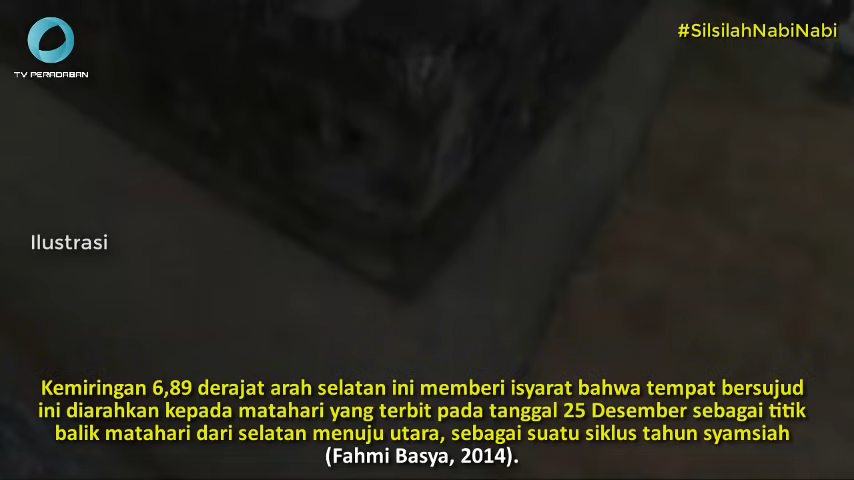 #SilsilahNabiNabi
TV PERADABAN
Ilustrasi
Kemiringan 6,89 derajat arah selatan ini memberi isyarat bahwa tempat bersujud
ini diarahkan kepada matahari yang terbit pada tanggal 25 Desember sebagai titik
balik matahari dari selatan menuju utara, sebagai suatu siklus tahun syamsiah
(Fahmi Basya, 2014).